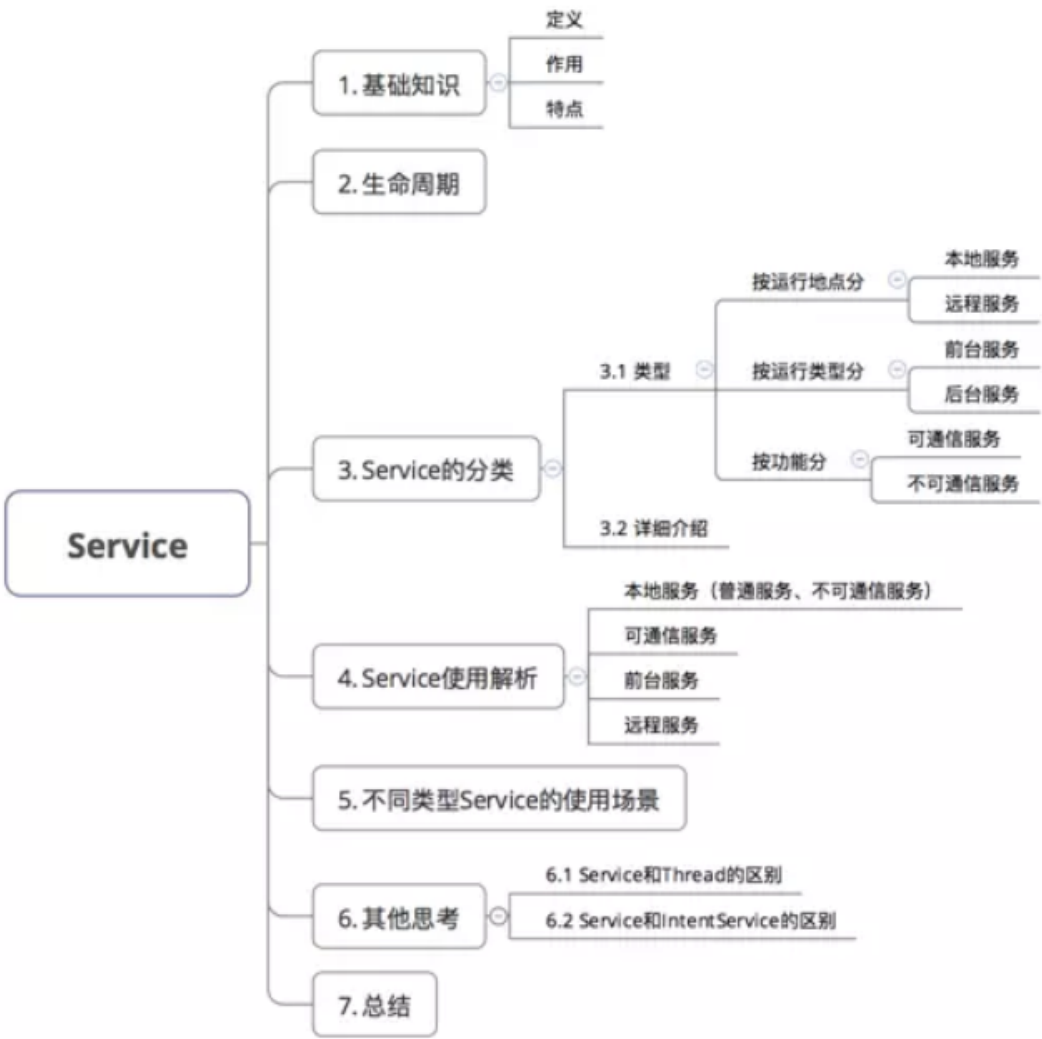 Service
1. 基础知识
定义
作用
特点
2. 生命周期
3. Service的分类
3.1 类型
按运行地点分
本地服务
远程服务
按运行类型分
前台服务
后台服务
按功能分
可通信服务
不可通信服务
3.2 详细介绍
4. Service使用解析
本地服务（普通服务、不可通信服务）
可通信服务
前台服务
远程服务
5. 不同类型Service的使用场景
6. 其他思考
6.1 Service和Thread的区别
6.2 Service和IntentService的区别
7. 总结